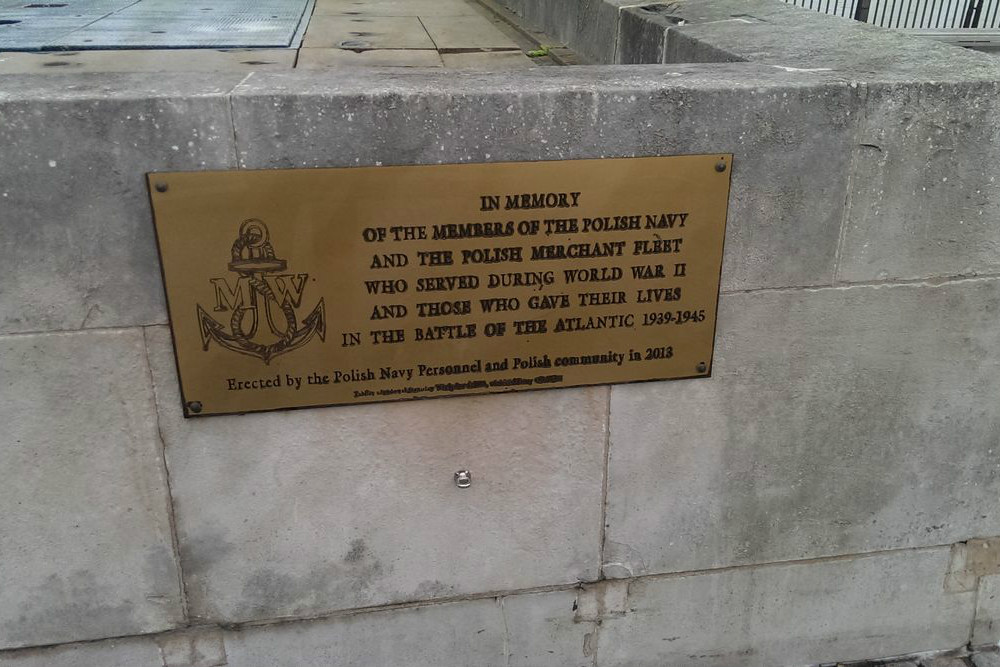 MW
IN MEMORY
OF THE MEMBERS OF THE POLISH NAVY
AND THE POLISH MERCHANT FLEET
WHO SERVED DURING WORLD WAR II
AND THOSE WHO GAVE THEIR LIVES
IN THE BATTLE OF THE ATLANTIC 1939-1945
Erected by the Polish Navy Personnel and Polish community in 2013